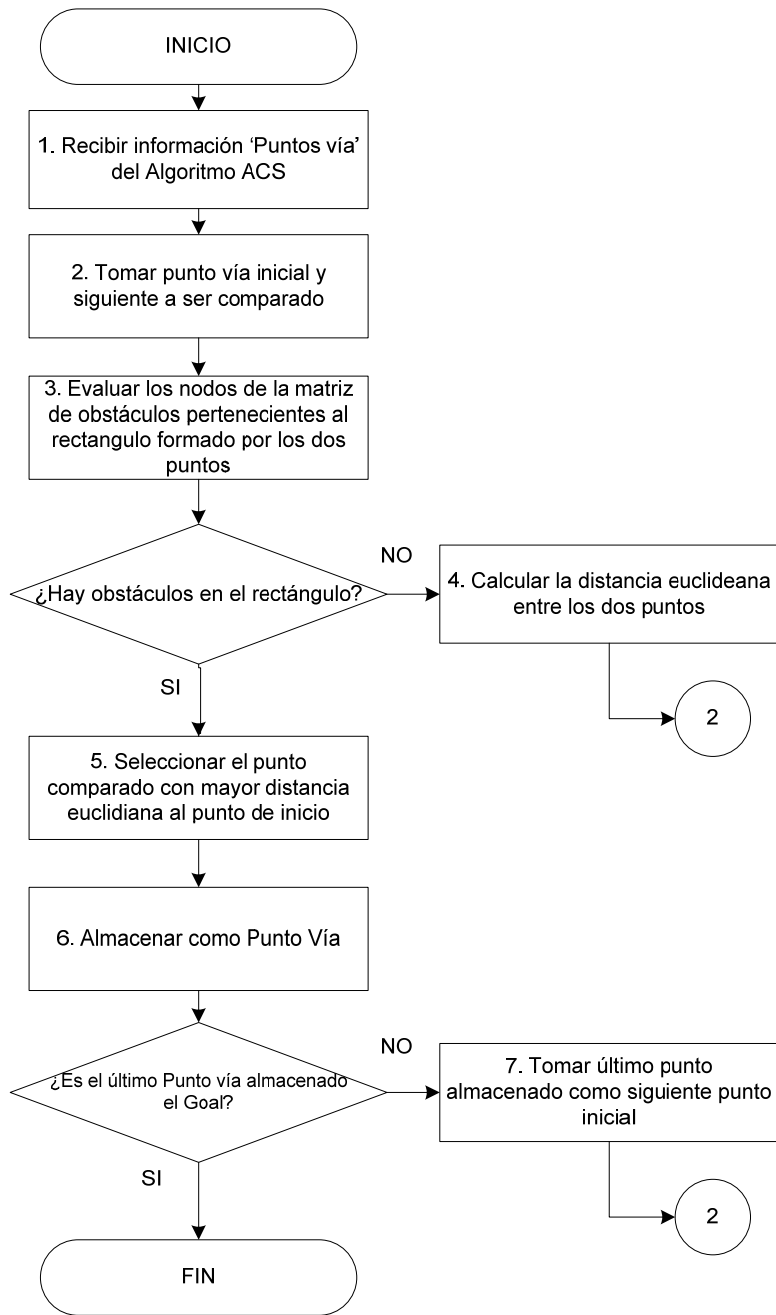 INICIO
1. Recibir información ‘Puntos vía’
del Algoritmo ACS
2. Tomar punto vía inicial y
siguiente a ser comparado
3. Evaluar los nodos de la matriz
de obstáculos pertenecientes al
rectangulo formado por los dos
puntos
¿Hay obstáculos en el rectángulo?
NO
4. Calcular la distancia euclideana
entre los dos puntos
2
SI
5. Seleccionar el punto
comparado con mayor distancia
euclidiana al punto de inicio
6. Almacenar como Punto Vía
¿Es el último Punto vía almacenado
el Goal?
NO
7. Tomar último punto
almacenado como siguiente punto
inicial
2
SI
FIN